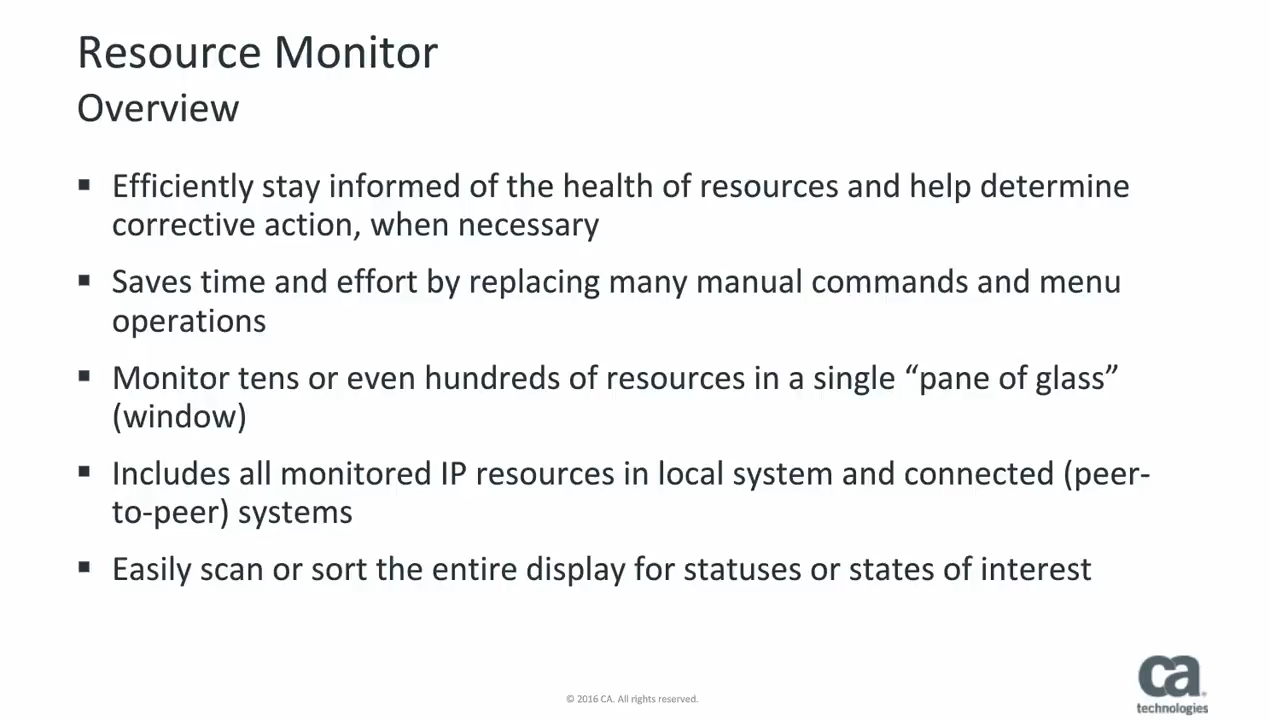 Resource Monitor
Overview
▪ Efficiently stay informed of the health of resources and help determine
corrective action, when necessary
▪ Saves time and effort by replacing many manual commands and menu
operations
▪ Monitor tens or even hundreds of resources in a single “pane of glass”
(window)
▪ Includes all monitored IP resources in local system and connected (peer-
to-peer) systems
▪ Easily scan or sort the entire display for statuses or states of interest
© 2016 CA. All rights reserved.
ca
technologies